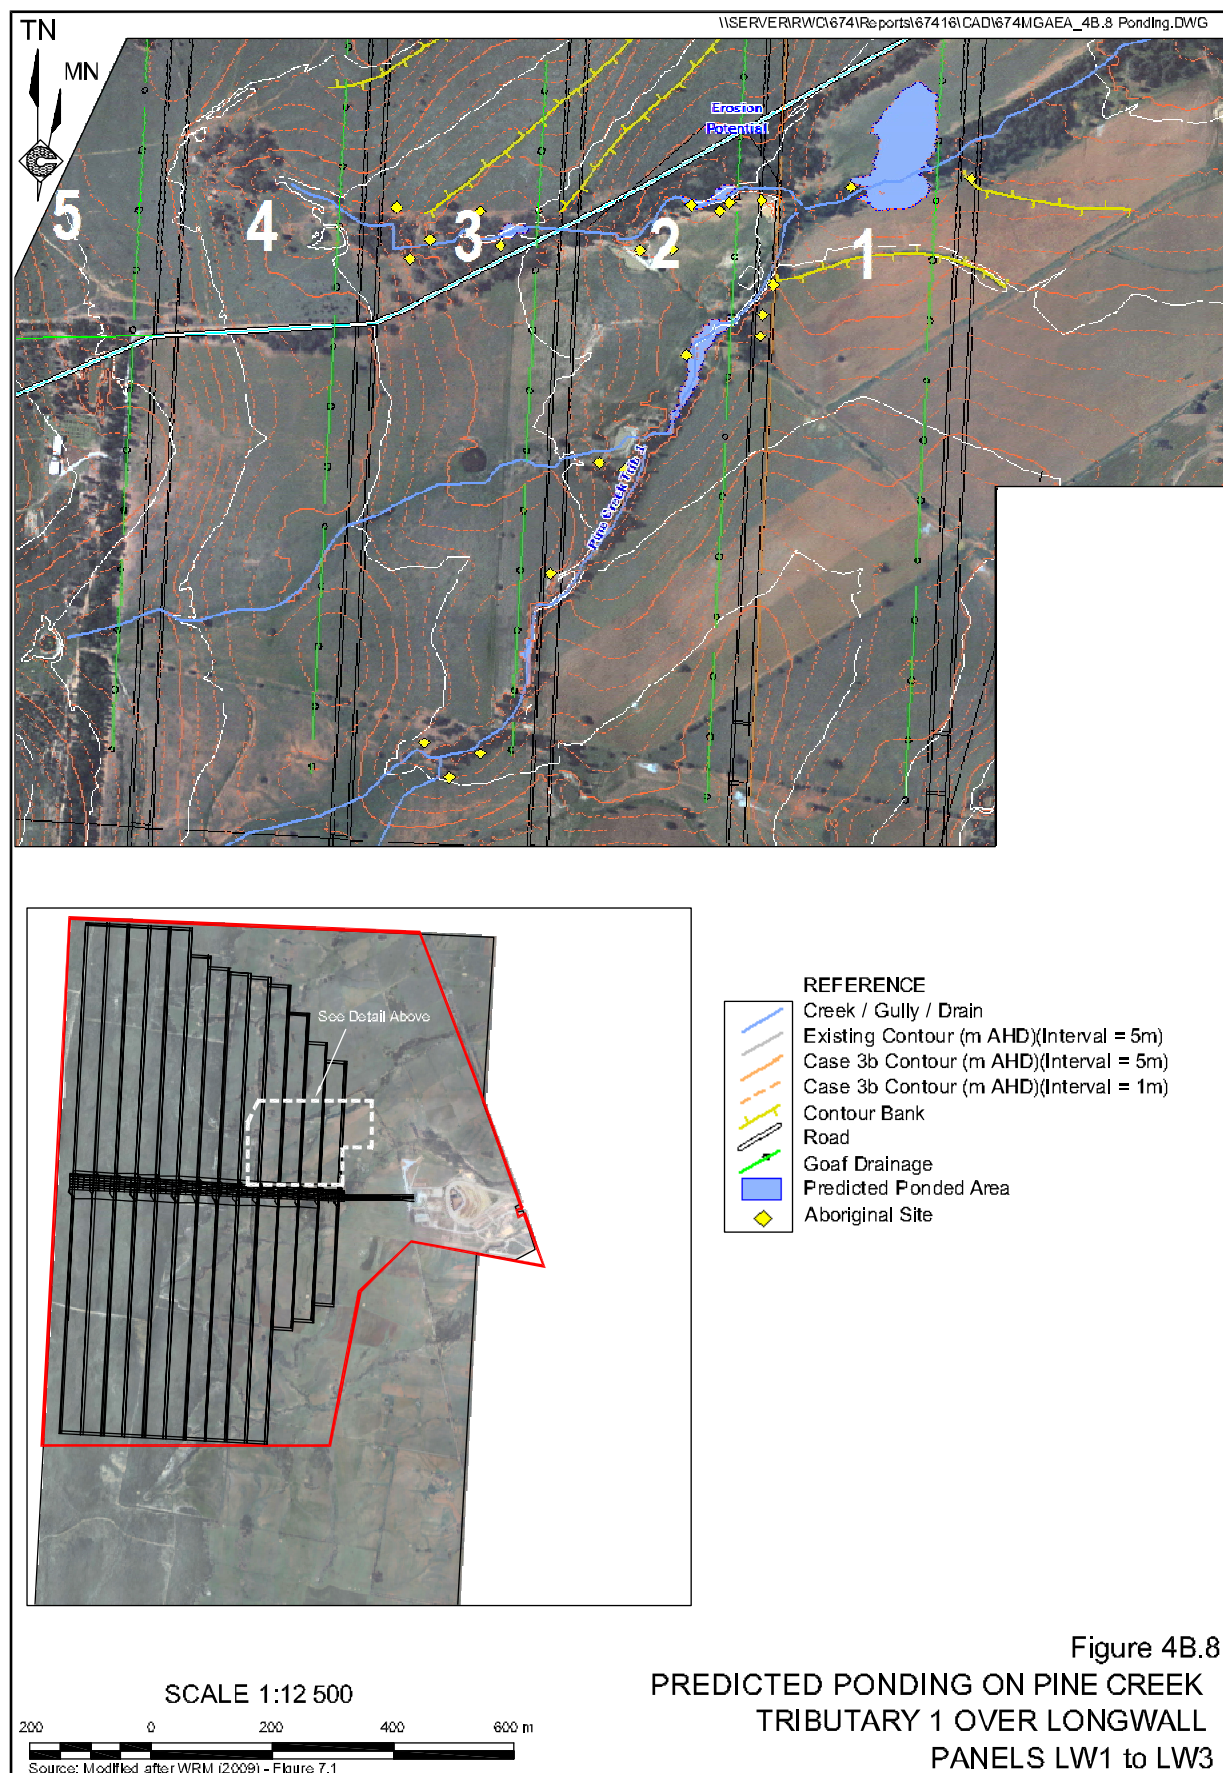 \\SERVER\RWC\674\Reports\67416\CAD\674MGAEA_4B.8 Ponding.DWG
TN
MN
Erosion
Potential
5
4
3
2
1
Pine Creek Trib 1
See Detail Above
REFERENCE
Creek / Gully / Drain
Existing Contour (m AHD)(Interval = 5m)
Case 3b Contour (m AHD)(Interval = 5m)
Case 3b Contour (m AHD)(Interval = 1m)
Contour Bank
Road
Goaf Drainage
Predicted Ponded Area
Aboriginal Site
Figure 4B.8
PREDICTED PONDING ON PINE CREEK
TRIBUTARY 1 OVER LONGWALL
PANELS LW1 to LW3
SCALE 1:12 500
200 0 200 400 600 m
Source: Modified after WRM (2009) - Figure 7.1